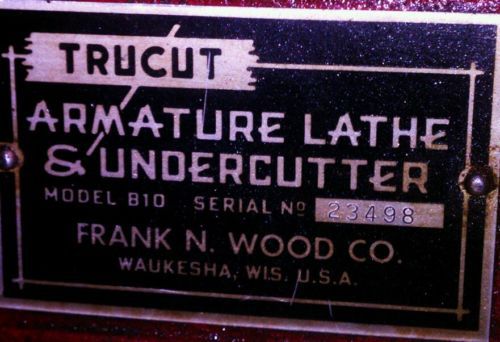 TRUCUT
ARMATURE LATHE
& UNDERCUTTER
MODEL B10 SERIAL No 23498
FRANK N. WOOD CO.
WAUKESHA, WIS. U.S.A.